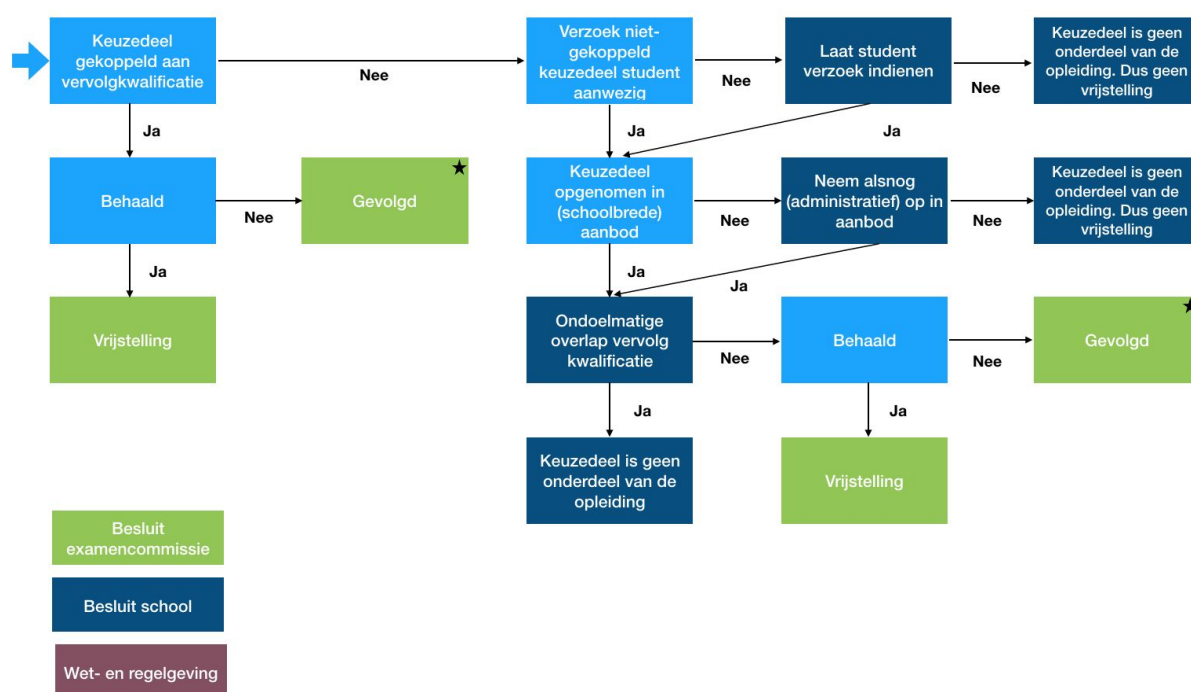 Keuzedeel
gekoppeld aan
vervolgkwalificatie
Nee
Verzoek niet-
gekoppeld
keuzedeel student
aanwezig
Nee
Laat student
verzoek indienen
Nee
Keuzedeel is geen
onderdeel van de
opleiding. Dus geen
vrijstelling
Ja
Ja
Ja
Behaald
Nee
Gevolgd
Keuzedeel
opgenomen in
(schoolbrede)
aanbod
Nee
Neem alsnog
(administratief) op in
aanbod
Nee
Keuzedeel is geen
onderdeel van de
opleiding. Dus geen
vrijstelling
Ja
Ja
Ja
Vrijstelling
Ondoelmatige
overlap vervolg
kwalificatie
Nee
Behaald
Nee
Gevolgd
Ja
Ja
Keuzedeel is geen
onderdeel van de
opleiding
Vrijstelling
Besluit
examencommissie
Besluit school
Wet- en regelgeving